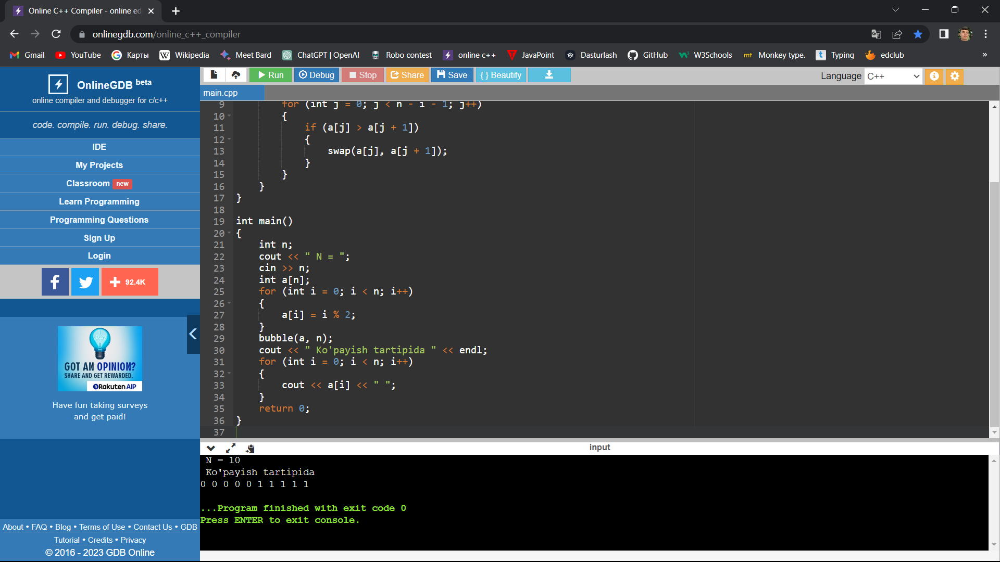 Online C++ Compiler - online ed
onlinegdb.com/online_c++_compiler
Gmail YouTube Карты Wikipedia Meet Bard ChatGPT | OpenAI Robo contest online c++ JavaPoint Dasturlash GitHub W3Schools Monkey type. Typing edclub »
OnlineGDB beta
online compiler and debugger for c/c++
code. compile. run. debug. share.
IDE
My Projects
Classroom new
Learn Programming
Programming Questions
Sign Up
Login
92.4K
GOT AN OPINION?
SHARE AND GET REWARDED.
Rakuten AIP
Have fun taking surveys
and get paid!
About • FAQ • Blog • Terms of Use • Contact Us • GDB
Tutorial • Credits • Privacy
© 2016 - 2023 GDB Online
Run Debug Stop Share Save { } Beautify Language C++
main.cpp
9 for (int j = 0; j < n - i - 1; j++)
10 {
11 if (a[j] > a[j + 1])
12 {
13 swap(a[j], a[j + 1]);
14 }
15 }
16 }
17 }
18
19 int main()
20 {
21 int n;
22 cout << " N = ";
23 cin >> n;
24 int a[n];
25 for (int i = 0; i < n; i++)
26 {
27 a[i] = i % 2;
28 }
29 bubble(a, n);
30 cout << " Ko'payish tartipida " << endl;
31 for (int i = 0; i < n; i++)
32 {
33 cout << a[i] << " ";
34 }
35 return 0;
36 }
37
input
N = 10
Ko'payish tartipida
0 0 0 0 0 1 1 1 1 1
...Program finished with exit code 0
Press ENTER to exit console.